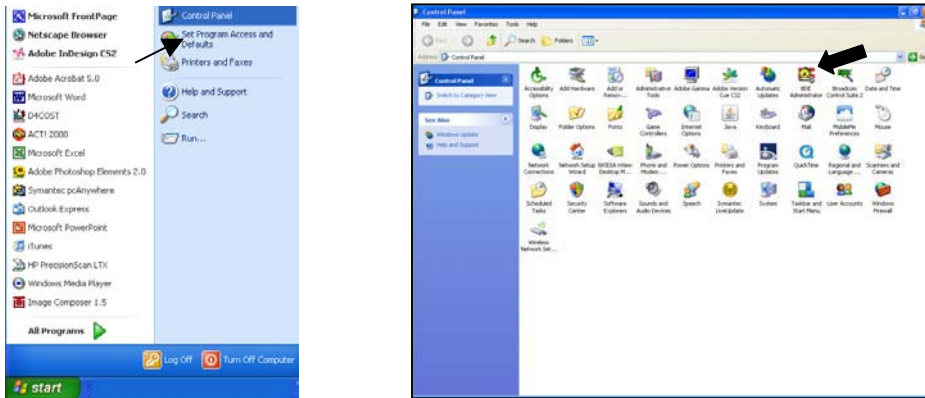 Microsoft FrontPage
Netscape Browser
Adobe InDesign CS2
Adobe Acrobat 5.0
Microsoft Word
D4COST
ACT! 2000
Microsoft Excel
Adobe Photoshop Elements 2.0
Symantec pcAnywhere
Outlook Express
Microsoft PowerPoint
iTunes
HP PrecisionScan LTX
Windows Media Player
Image Composer 1.5
All Programs
Control Panel
Set Program Access and
Defaults
Printers and Faxes
Help and Support
Search
Run...
Log Off Turn Off Computer
start
Control Panel
File Edit View Favorites Tools Help
Search Folders
Address Control Panel
Control Panel
Switch to Category View
See Also
Windows Update
Help and Support
Accessibility
Options
Add Hardware
Add or
Remov...
Administrative
Tools
Adobe Gamma
Adobe Version
Cue CS2
Automatic
Updates
BDE
Administrator
Broadcom
Control Suite 2
Date and Time
Display
Folder Options
Fonts
Game
Controllers
Internet
Options
Java
Keyboard
Mail
MobileMe
Preferences
Mouse
Network
Connections
Network Setup
Wizard
NVIDIA nView
Desktop M...
Phone and
Modem ...
Power Options
Printers and
Faxes
Program
Updates
QuickTime
Regional and
Language ...
Scanners and
Cameras
Scheduled
Tasks
Security
Center
Software
Explorers
Sounds and
Audio Devices
Speech
Symantec
LiveUpdate
System
Taskbar and
Start Menu
User Accounts
Windows
Firewall
Wireless
Network Set...